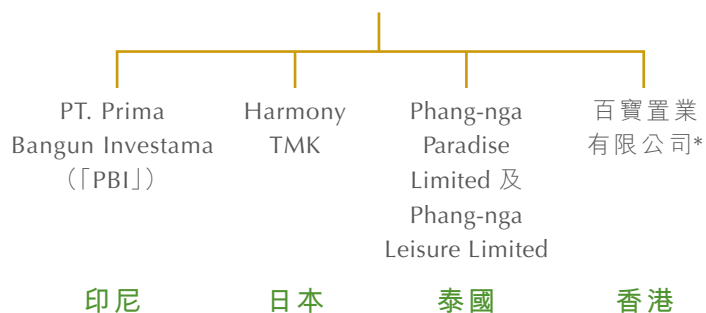 PT. Prima
Bangun Investama
(「PBI」)
Harmony
TMK
Phang-nga
Paradise
Limited 及
Phang-nga
Leisure Limited
百寶置業
有限公司*
印尼
日本
泰國
香港